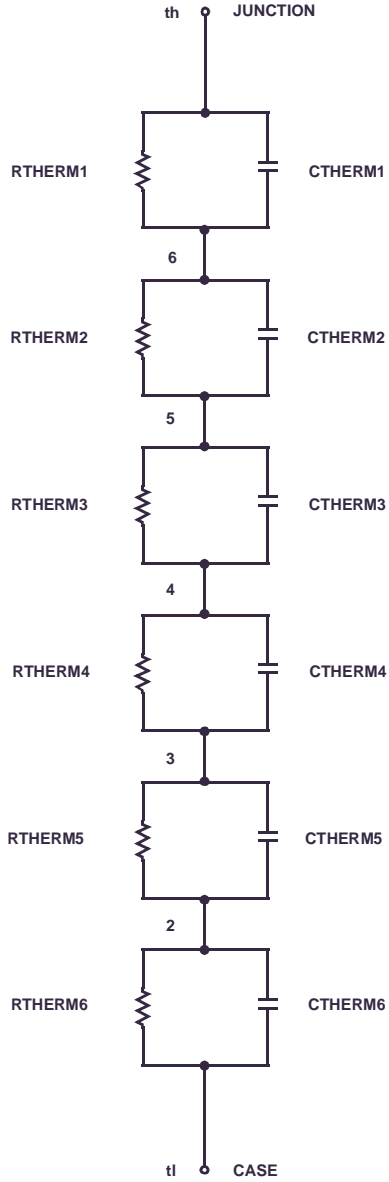 th JUNCTION
RTHERM1 CTHERM1
6
RTHERM2 CTHERM2
5
RTHERM3 CTHERM3
4
RTHERM4 CTHERM4
3
RTHERM5 CTHERM5
2
RTHERM6 CTHERM6
tl CASE